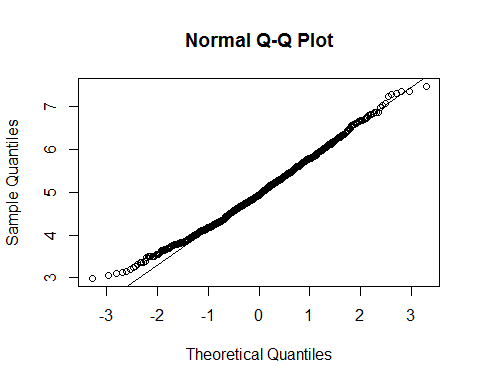 Normal Q-Q Plot
Sample Quantiles
7
6
5
4
3
-3 -2 -1 0 1 2 3
Theoretical Quantiles